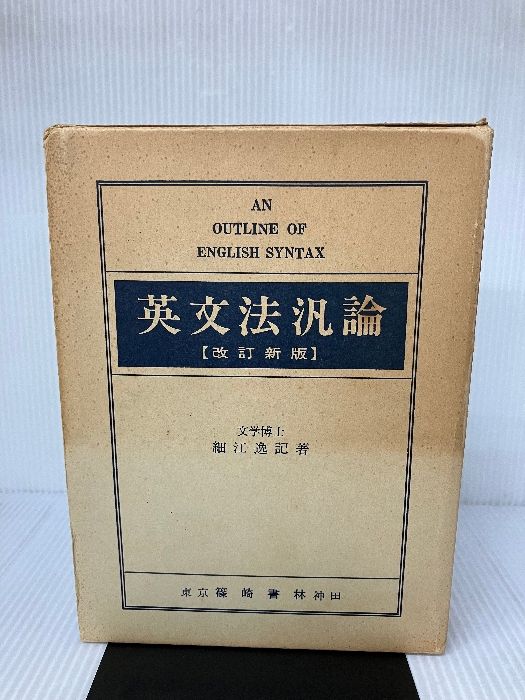 AN
OUTLINE OF
ENGLISH SYNTAX
英文法汎論
【改訂新版】
文学博士
細江逸記著
東京 篠崎書林 神田